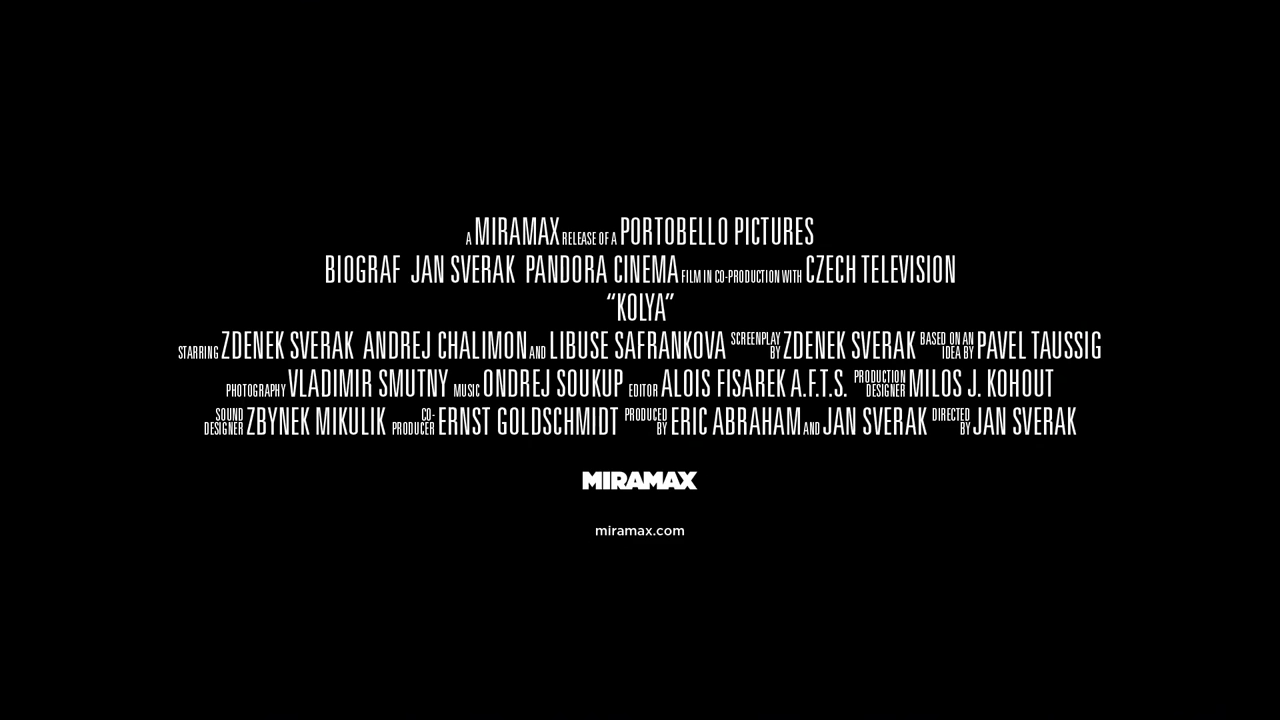 A MIRAMAX RELEASE OF A PORTOBELLO PICTURES
BIOGRAF JAN SVERAK PANDORA CINEMA FILM IN CO-PRODUCTION WITH CZECH TELEVISION
“KOLYA”
STARRING ZDENEK SVERAK ANDREJ CHALIMON AND LIBUSE SAFRANKOVA SCREENPLAY BY ZDENEK SVERAK BASED ON AN IDEA BY PAVEL TAUSSIG
PHOTOGRAPHY VLADIMIR SMUTNY MUSIC ONDREJ SOUKUP EDITOR ALOIS FISAREK A.F.T.S. PRODUCTION DESIGNER MILOS J. KOHOUT
SOUND DESIGNER ZBYNEK MIKULIK CO-PRODUCER ERNST GOLDSCHMIDT PRODUCED BY ERIC ABRAHAM AND JAN SVERAK DIRECTED BY JAN SVERAK
MIRAMAX
miramax.com